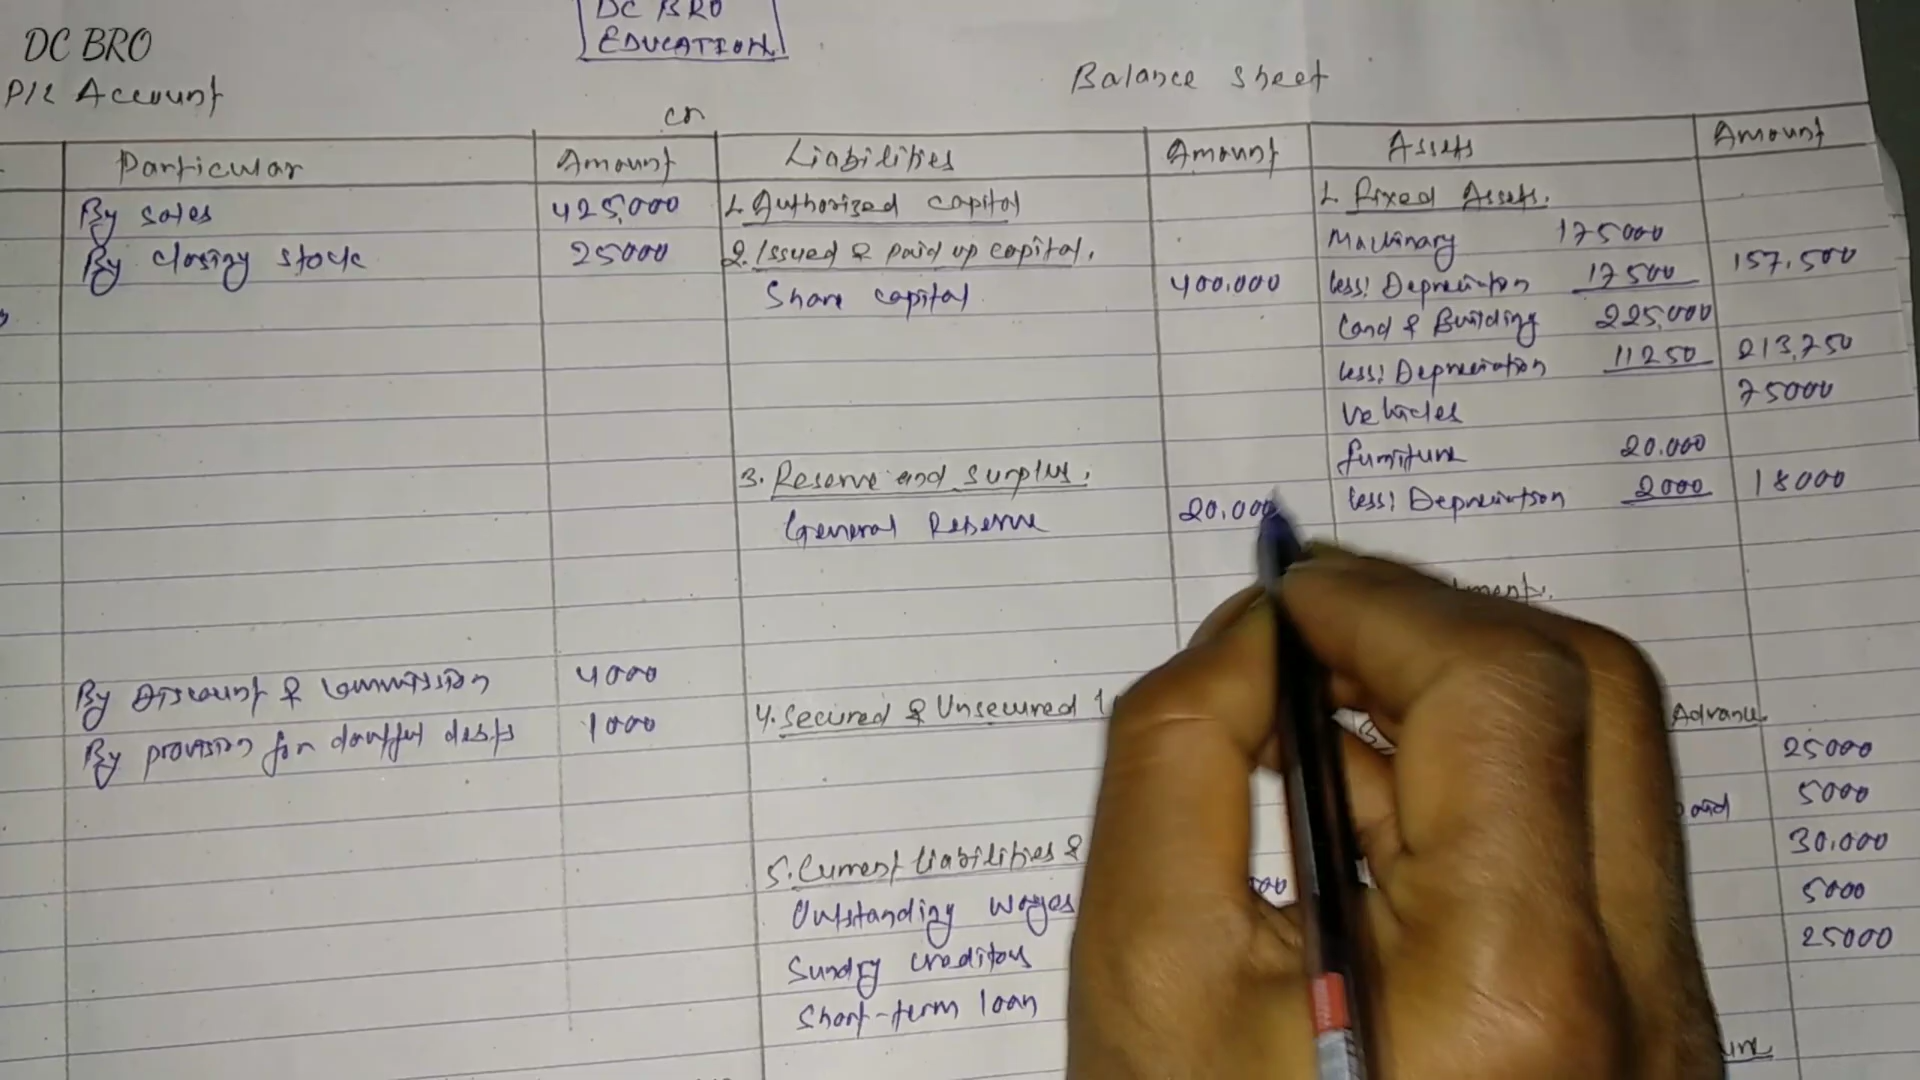 DC BRO
EDUCATION
DC BRO
P/L Account
Cr
Particular Amount
By sales 425,000
By closing stock 25000
By Discount & Commission 4000
By provision for doubtful debts 1000
Balance Sheet
Liabilities Amount
1. Authorized capital
2. Issued & paid up capital.
Share capital 400,000
3. Reserve and Surplus.
General Reserve 20,000
4. Secured & Unsecured
5. Current liabilities &
Outstanding wages
Sundry creditors
Short-term loan
Assets Amount
1. Fixed Assets.
Machinary 175000
less: Depreciation 17500 157,500
Land & Building 225,000
less: Depreciation 11250 213,750
Vehicles 75000
furniture 20,000
less: Depreciation 2000 18000
Advance
25000
5000
30,000
5000
25000